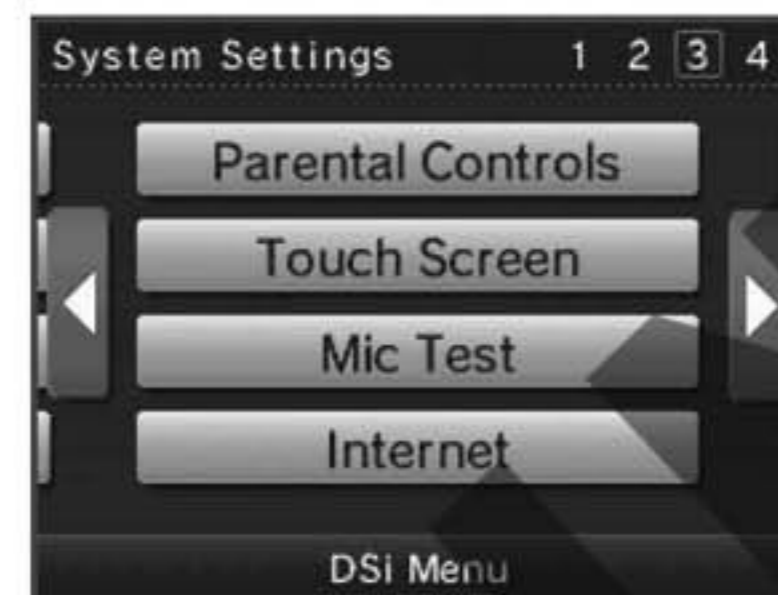 System Settings 1 2 3 4
Parental Controls
Touch Screen
Mic Test
Internet
DSi Menu